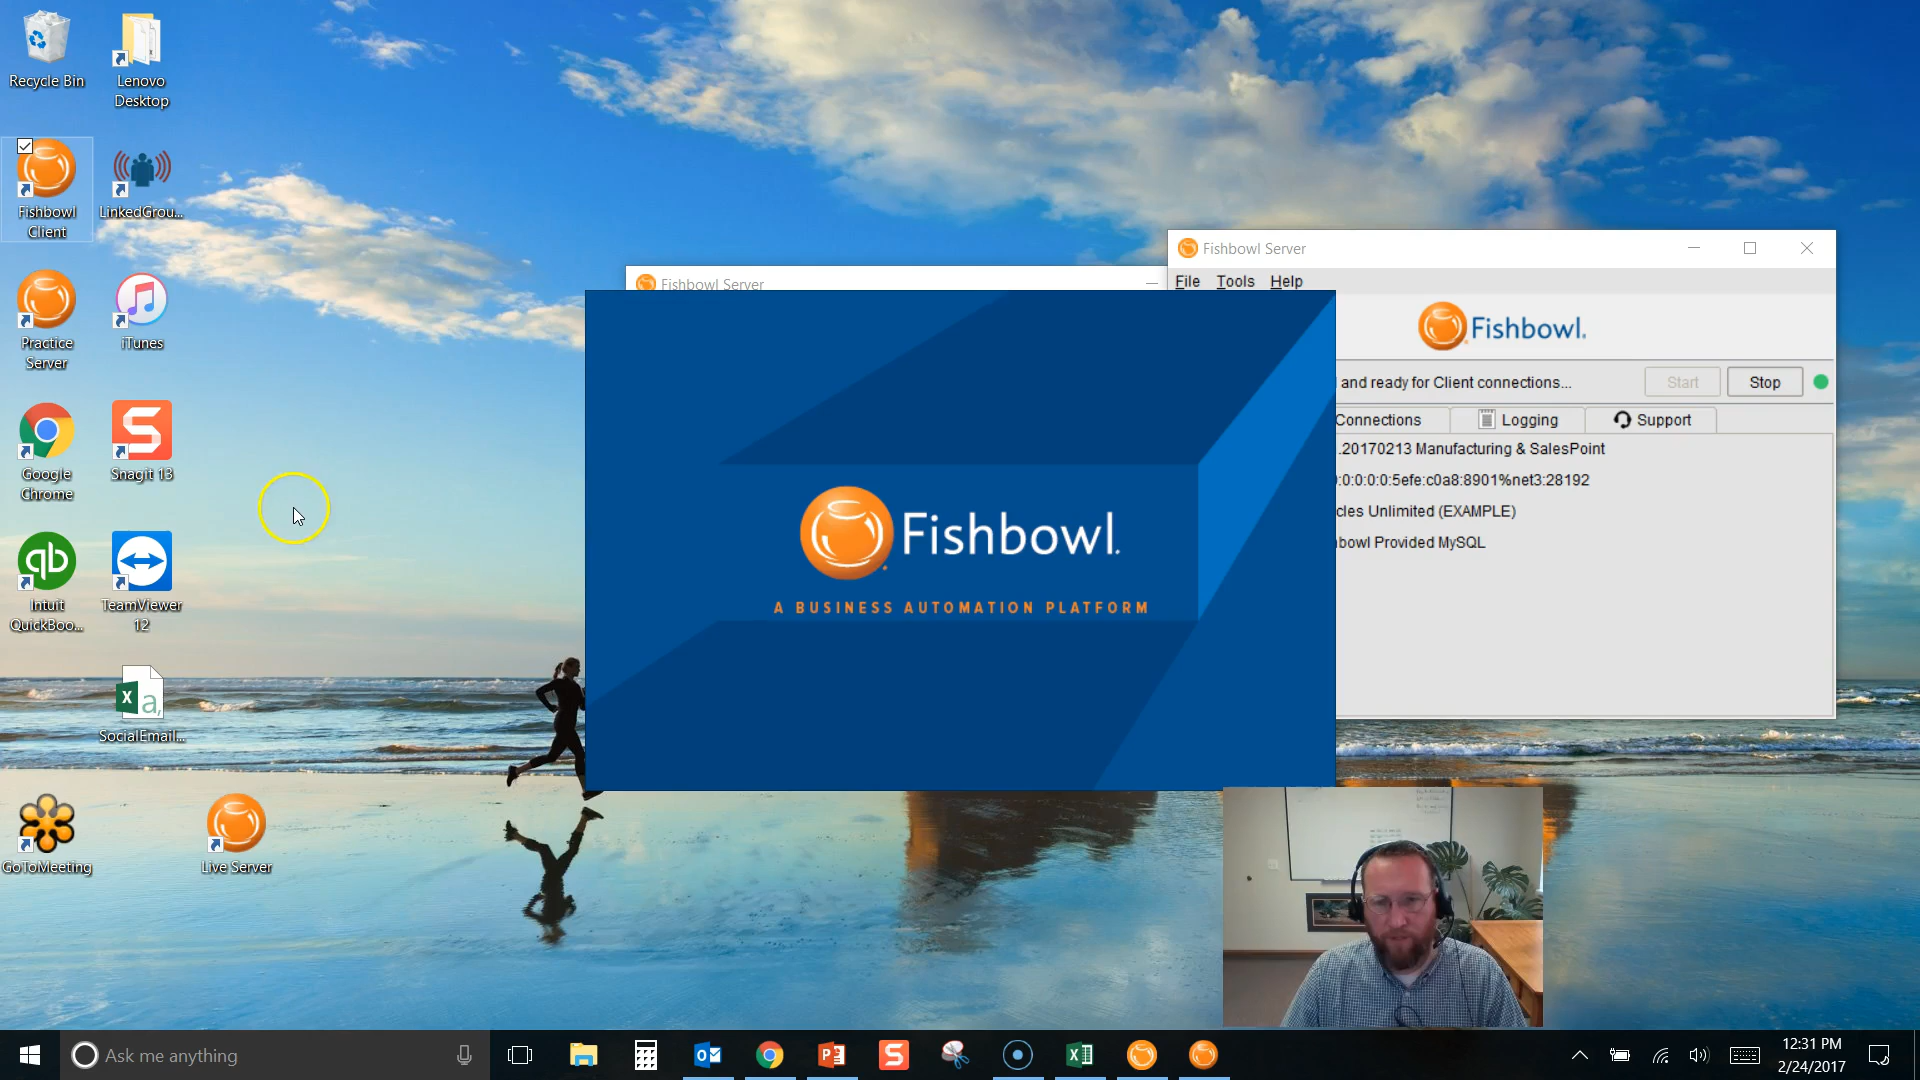 Recycle Bin
Lenovo
Desktop
Fishbowl
Client
LinkedGrou...
Practice
Server
iTunes
Google
Chrome
Snagit 13
Intuit
QuickBoo...
TeamViewer
12
SocialEmail...
GoToMeeting
Live Server
Fishbowl Server
Fishbowl Server
File Tools Help
Fishbowl.
and ready for Client connections...
Start
Stop
Connections
Logging
Support
.20170213 Manufacturing & SalesPoint
:0:0:0:0:5efe:c0a8:8901%net3:28192
cles Unlimited (EXAMPLE)
bowl Provided MySQL
Fishbowl.
A BUSINESS AUTOMATION PLATFORM
Ask me anything
12:31 PM
2/24/2017